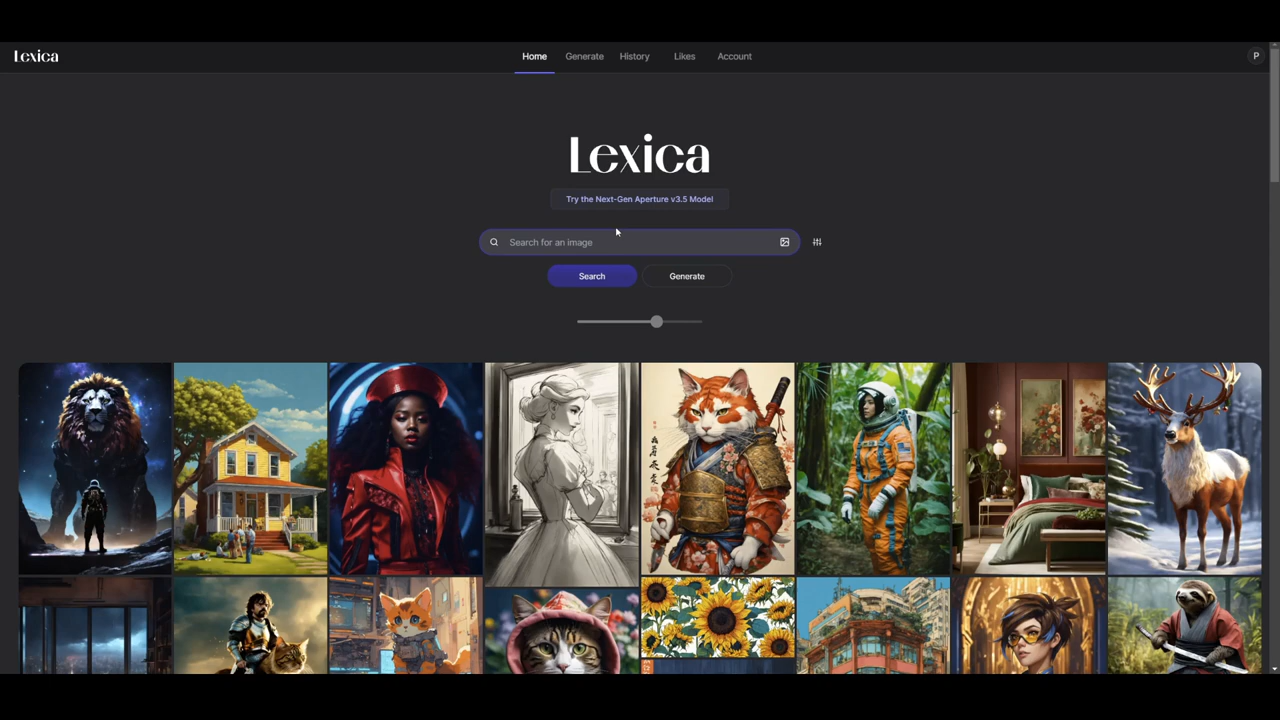 Lexica
Home Generate History Likes Account
P
Lexica
Try the Next-Gen Aperture v3.5 Model
Search for an image
Search Generate